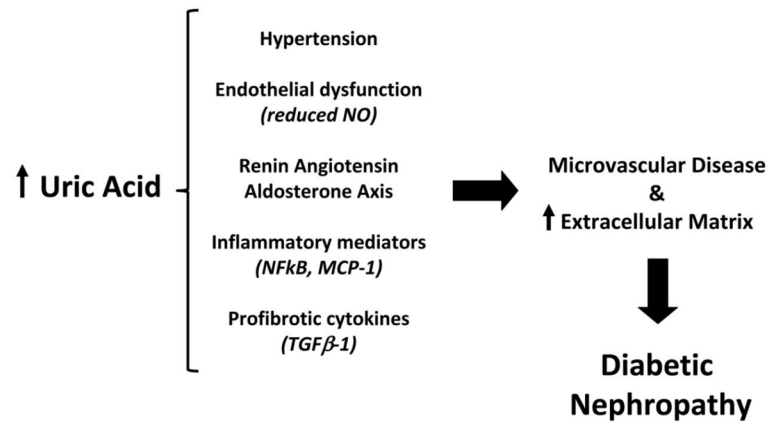 Hypertension
Endothelial dysfunction
(reduced NO)
↑ Uric Acid
Renin Angiotensin
Aldosterone Axis
Inflammatory mediators
(NFkB, MCP-1)
Profibrotic cytokines
(TGFβ-1)
Microvascular Disease
&
↑ Extracellular Matrix
Diabetic
Nephropathy